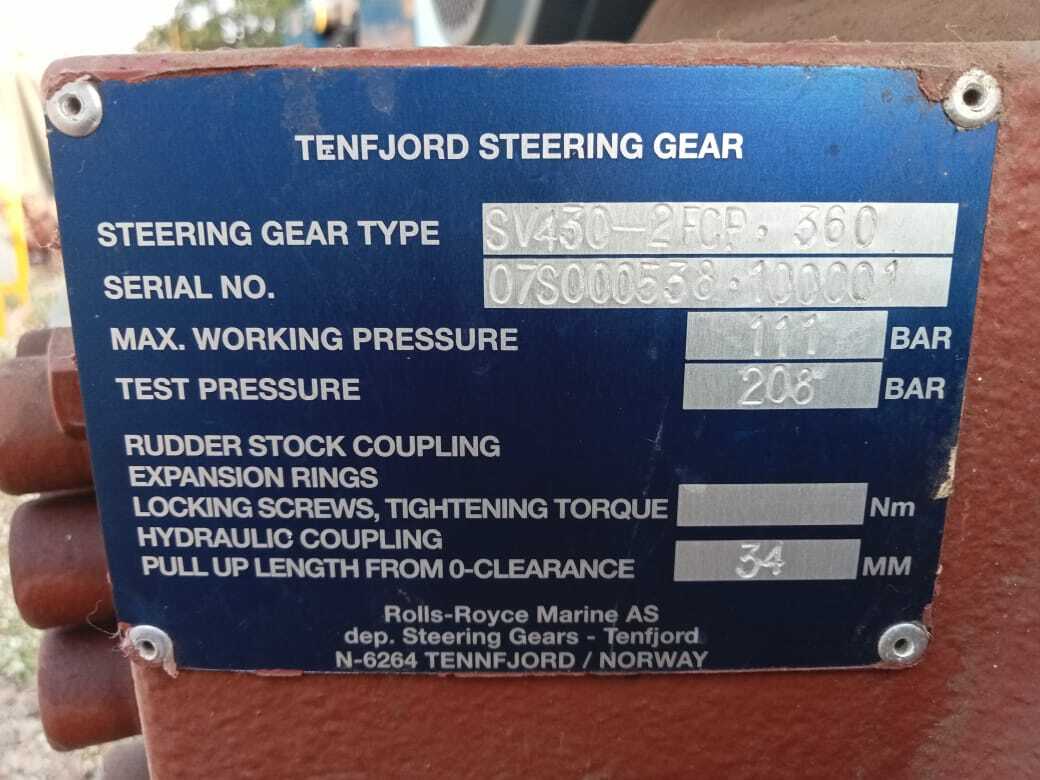 TENFJORD STEERING GEAR
STEERING GEAR TYPE SV430-2FCP. 360
SERIAL NO. 07S000538.100001
MAX. WORKING PRESSURE 111 BAR
TEST PRESSURE 208 BAR
RUDDER STOCK COUPLING
EXPANSION RINGS
LOCKING SCREWS, TIGHTENING TORQUE Nm
HYDRAULIC COUPLING
PULL UP LENGTH FROM 0-CLEARANCE 34 MM
Rolls-Royce Marine AS
dep. Steering Gears - Tenfjord
N-6264 TENNFJORD / NORWAY